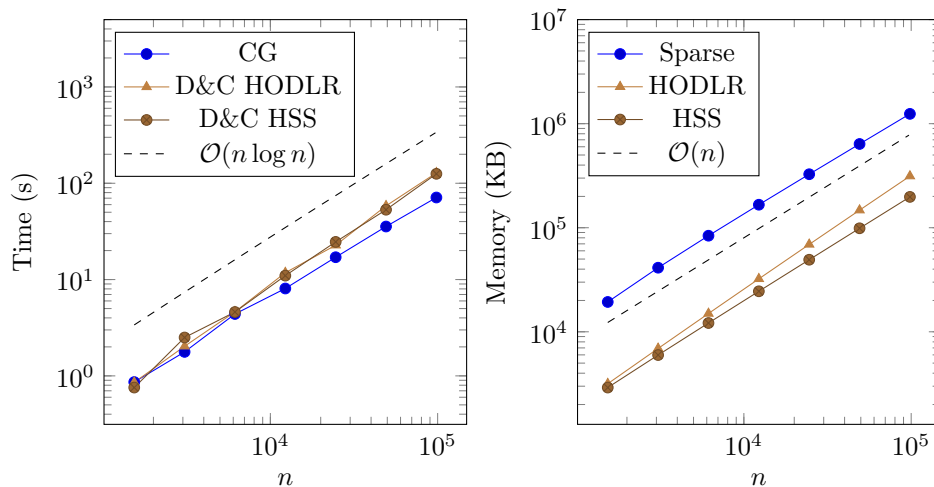 CG
D&C HODLR
D&C HSS
O(n log n)
10^3
10^2
10^1
10^0
Time (s)
10^4
10^5
n
Sparse
HODLR
HSS
O(n)
10^7
10^6
10^5
10^4
Memory (KB)
10^4
10^5
n